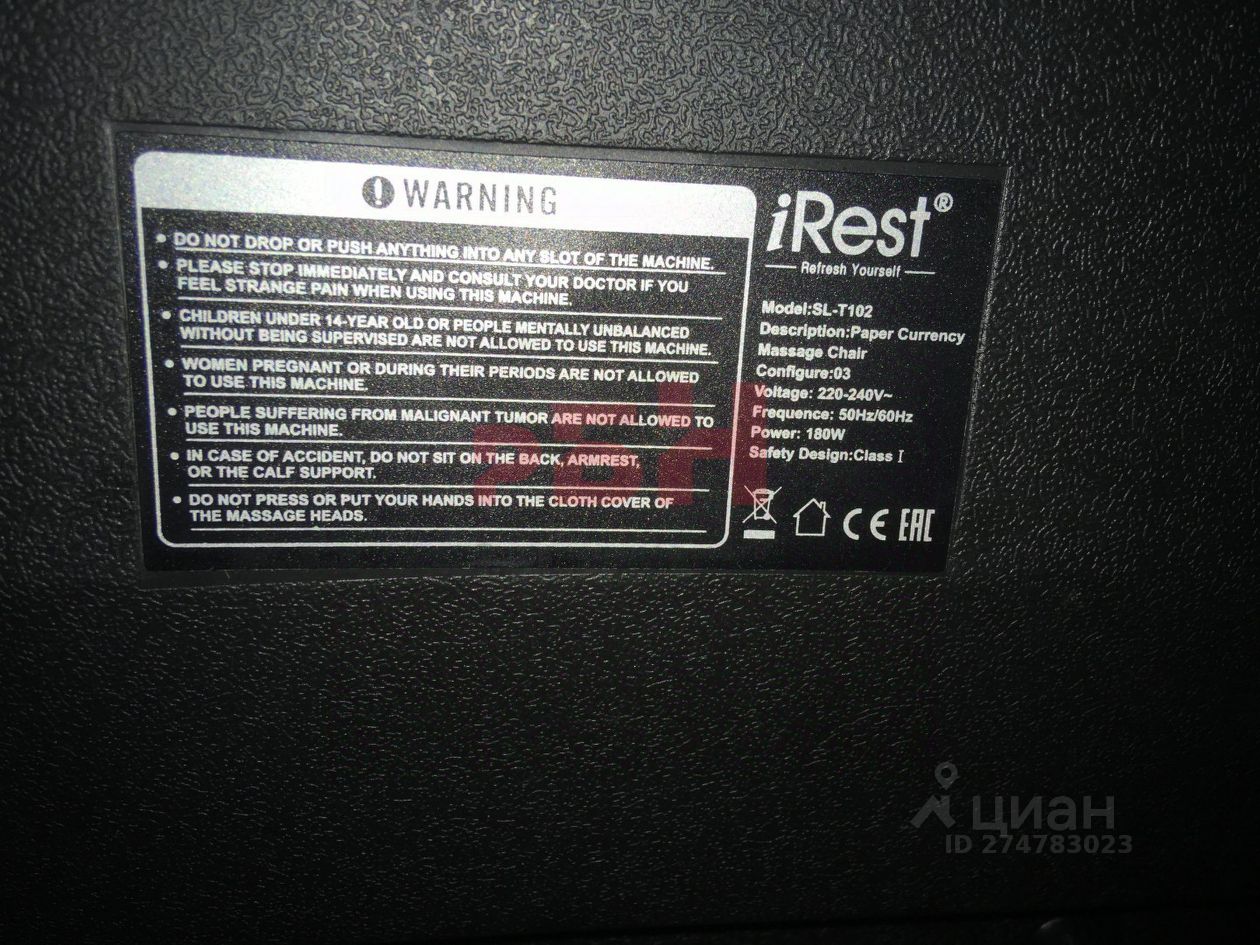 WARNING
• DO NOT DROP OR PUSH ANYTHING INTO ANY SLOT OF THE MACHINE.
• PLEASE STOP IMMEDIATELY AND CONSULT YOUR DOCTOR IF YOU
FEEL STRANGE PAIN WHEN USING THIS MACHINE.
• CHILDREN UNDER 14-YEAR OLD OR PEOPLE MENTALLY UNBALANCED
WITHOUT BEING SUPERVISED ARE NOT ALLOWED TO USE THIS MACHINE.
• WOMEN PREGNANT OR DURING THEIR PERIODS ARE NOT ALLOWED
TO USE THIS MACHINE.
• PEOPLE SUFFERING FROM MALIGNANT TUMOR ARE NOT ALLOWED TO
USE THIS MACHINE.
• IN CASE OF ACCIDENT, DO NOT SIT ON THE BACK, ARMREST,
OR THE CALF SUPPORT.
• DO NOT PRESS OR PUT YOUR HANDS INTO THE CLOTH COVER OF
THE MASSAGE HEADS.
iRest®
Refresh Yourself
Model:SL-T102
Description:Paper Currency
Massage Chair
Configure:03
Voltage: 220-240V~
Frequence: 50Hz/60Hz
Power: 180W
Safety Design:Class I
CE EAC
циан
ID 274783023